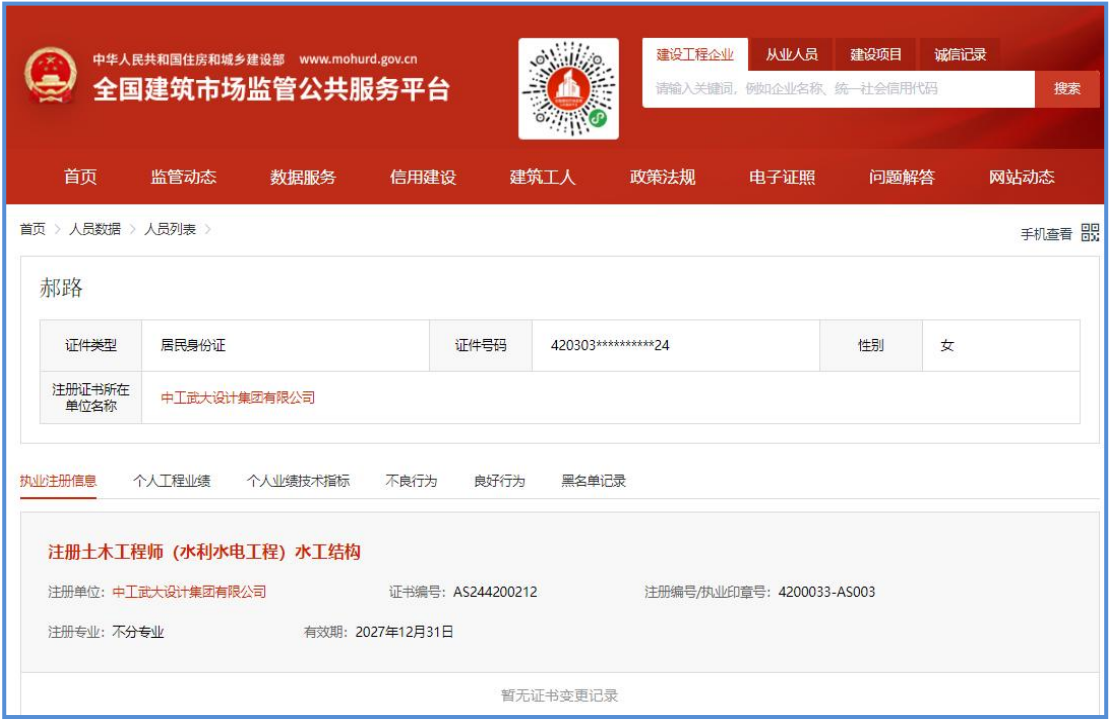 中华人民共和国住房和城乡建设部 www.mohurd.gov.cn
全国建筑市场监管公共服务平台
建设工程企业 从业人员 建设项目 诚信记录
请输入关键词，例如企业名称、统一社会信用代码 搜索
首页 监管动态 数据服务 信用建设 建筑工人 政策法规 电子证照 问题解答 网站动态
首页 > 人员数据 > 人员列表 >
手机查看
郝路
证件类型 居民身份证 证件号码 420303**********24 性别 女
注册证书所在
单位名称
中工武大设计集团有限公司
执业注册信息 个人工程业绩 个人业绩技术指标 不良行为 良好行为 黑名单记录
注册土木工程师（水利水电工程）水工结构
注册单位：中工武大设计集团有限公司 证书编号：AS244200212 注册编号/执业印章号：4200033-AS003
注册专业：不分专业 有效期：2027年12月31日
暂无证书变更记录